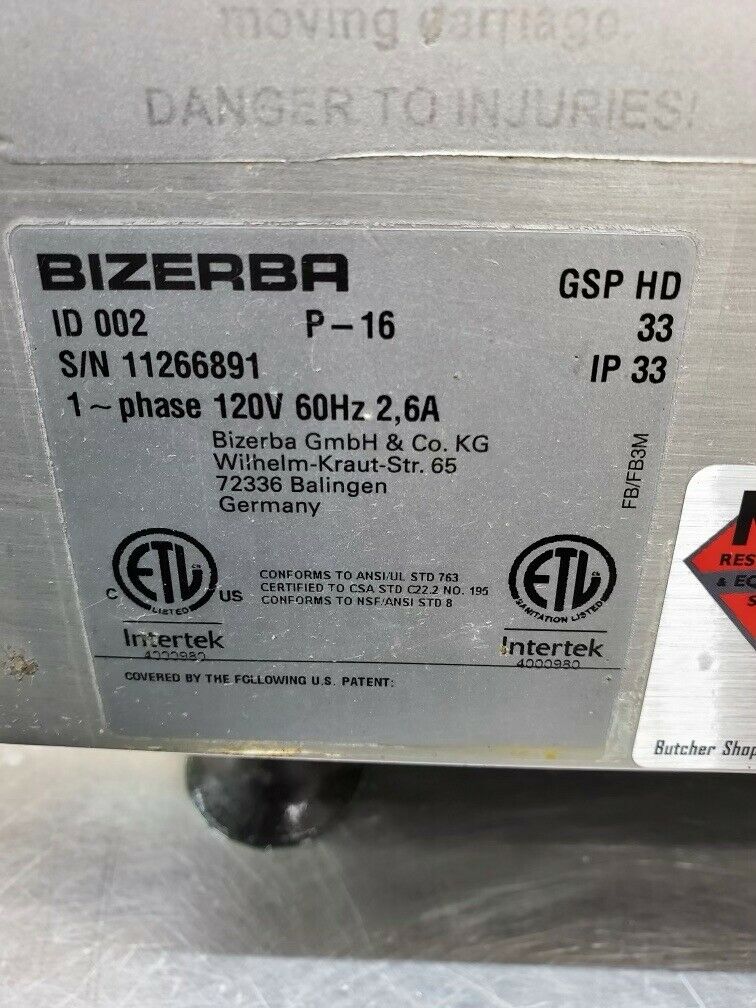 moving carriage.
DANGER TO INJURIES!
BIZERBA
GSP HD
ID 002 P-16 33
S/N 11266891 IP 33
1~phase 120V 60Hz 2,6A
Bizerba GmbH & Co. KG
Wilhelm-Kraut-Str. 65
72336 Balingen
Germany
FB/FB3M
ETL
C US
LISTED
Intertek
4000980
CONFORMS TO ANSI/UL STD 763
CERTIFIED TO CSA STD C22.2 NO. 195
CONFORMS TO NSF/ANSI STD 8
ETL
SANITATION LISTED
Intertek
4000980
COVERED BY THE FOLLOWING U.S. PATENT:
RES
& EQ
S
Butcher Shop